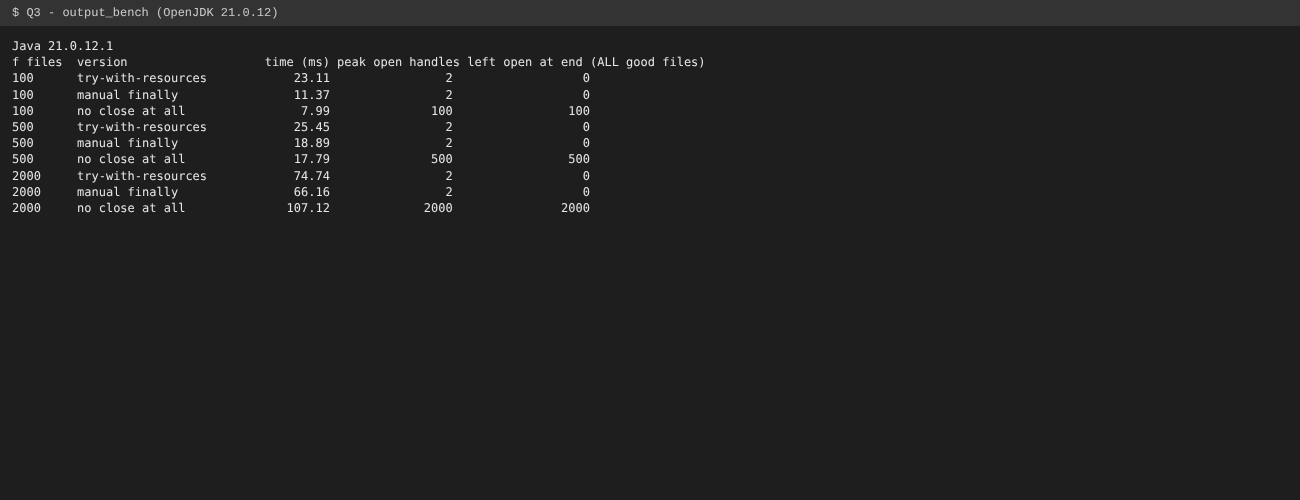 $ Q3 - output_bench (OpenJDK 21.0.12)
Java 21.0.12.1
f files  version                   time (ms) peak open handles left open at end (ALL good files)
100      try-with-resources            23.11                2                  0
100      manual finally                11.37                2                  0
100      no close at all                7.99              100                100
500      try-with-resources            25.45                2                  0
500      manual finally                18.89                2                  0
500      no close at all               17.79              500                500
2000     try-with-resources            74.74                2                  0
2000     manual finally                66.16                2                  0
2000     no close at all              107.12             2000               2000